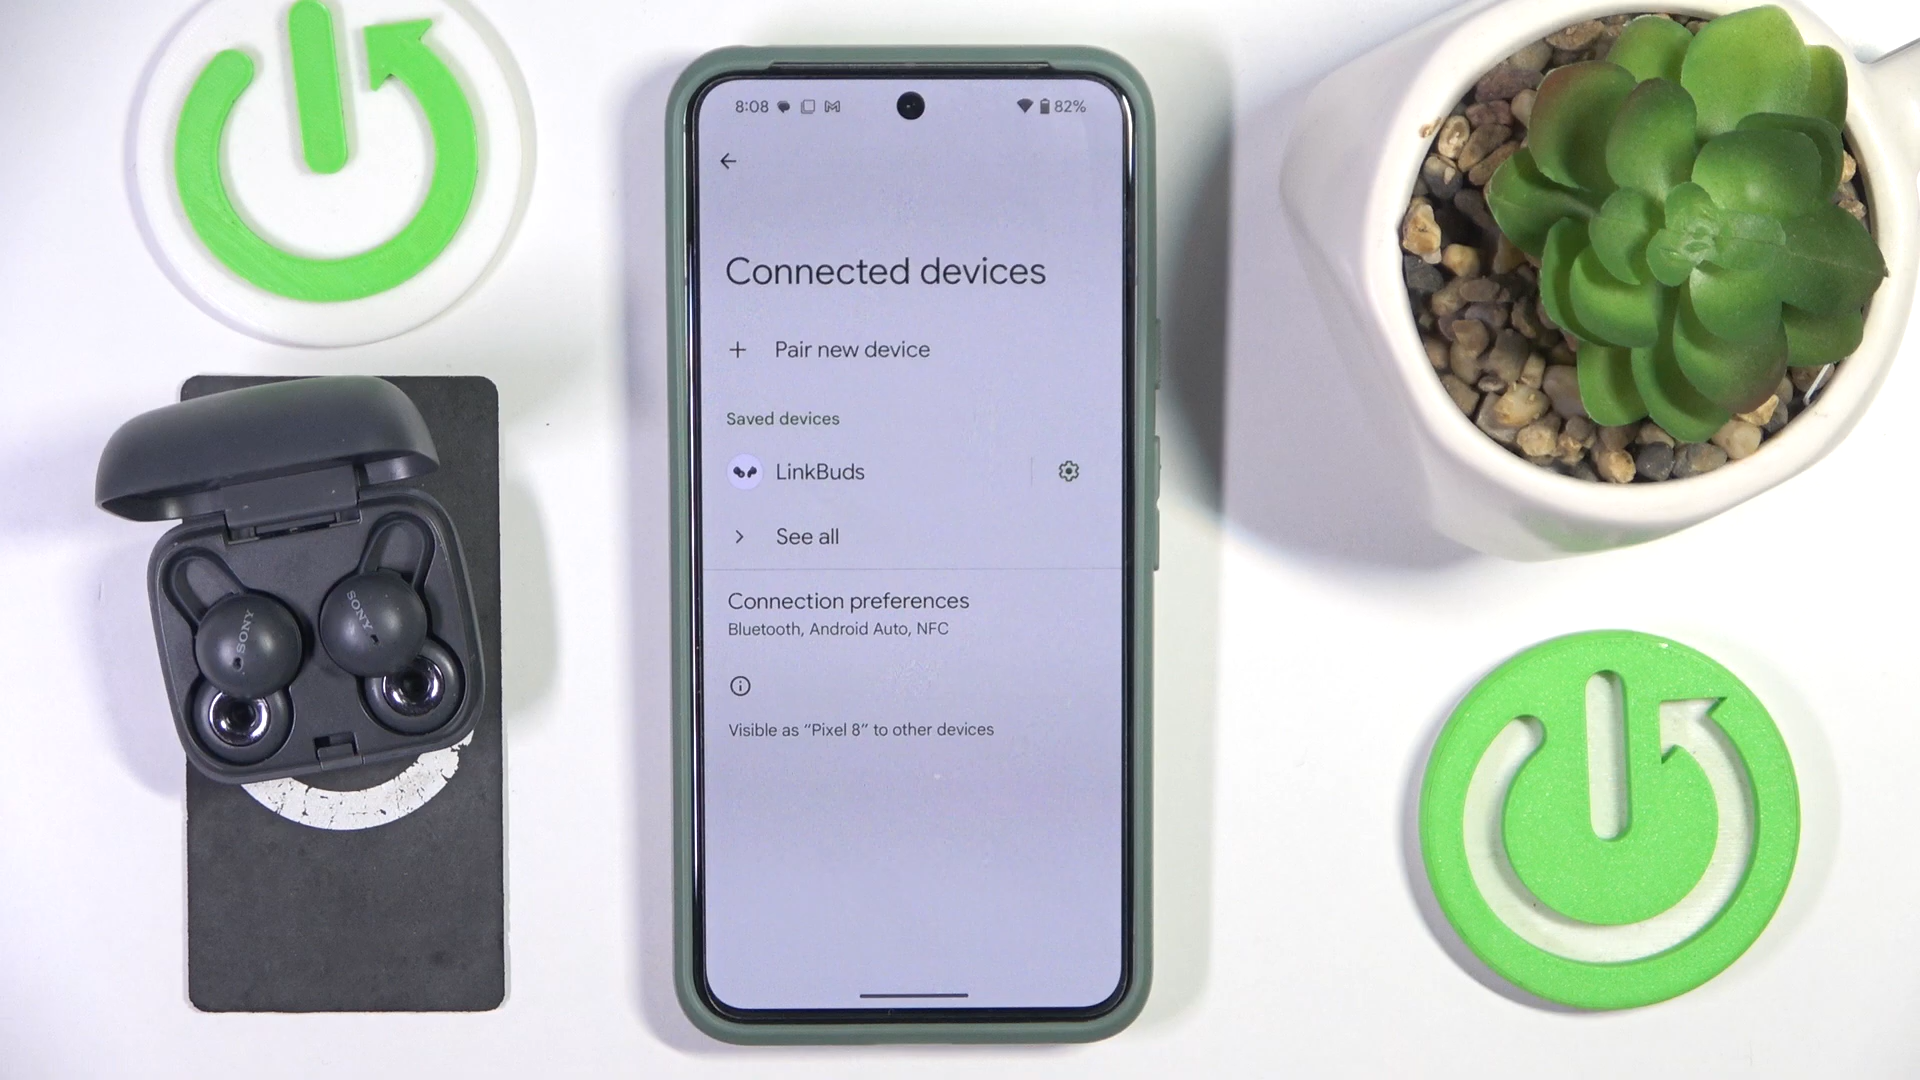 8:08
82%
Connected devices
Pair new device
Saved devices
LinkBuds
See all
Connection preferences
Bluetooth, Android Auto, NFC
Visible as “Pixel 8” to other devices
SONY
SONY